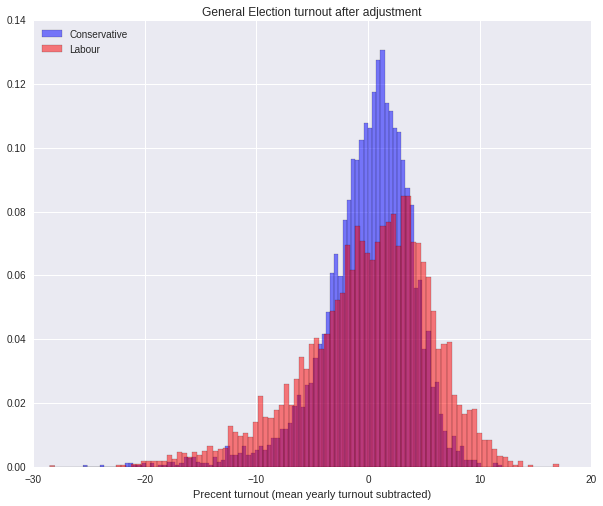 General Election turnout after adjustment
0.14
0.12
0.10
0.08
0.06
0.04
0.02
0.00
Conservative
Labour
−30 −20 −10 0 10 20
Precent turnout (mean yearly turnout subtracted)